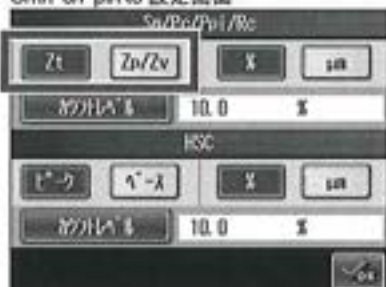 Sm/Pc/Ppi/Rc
Zt Zp/Zv % μm
ｶｳﾝﾄﾚﾍﾞﾙ 10.0 %
HSC
ﾋﾟｰｸ ﾍﾞｰｽ % μm
ｶｳﾝﾄﾚﾍﾞﾙ 10.0 %
OK